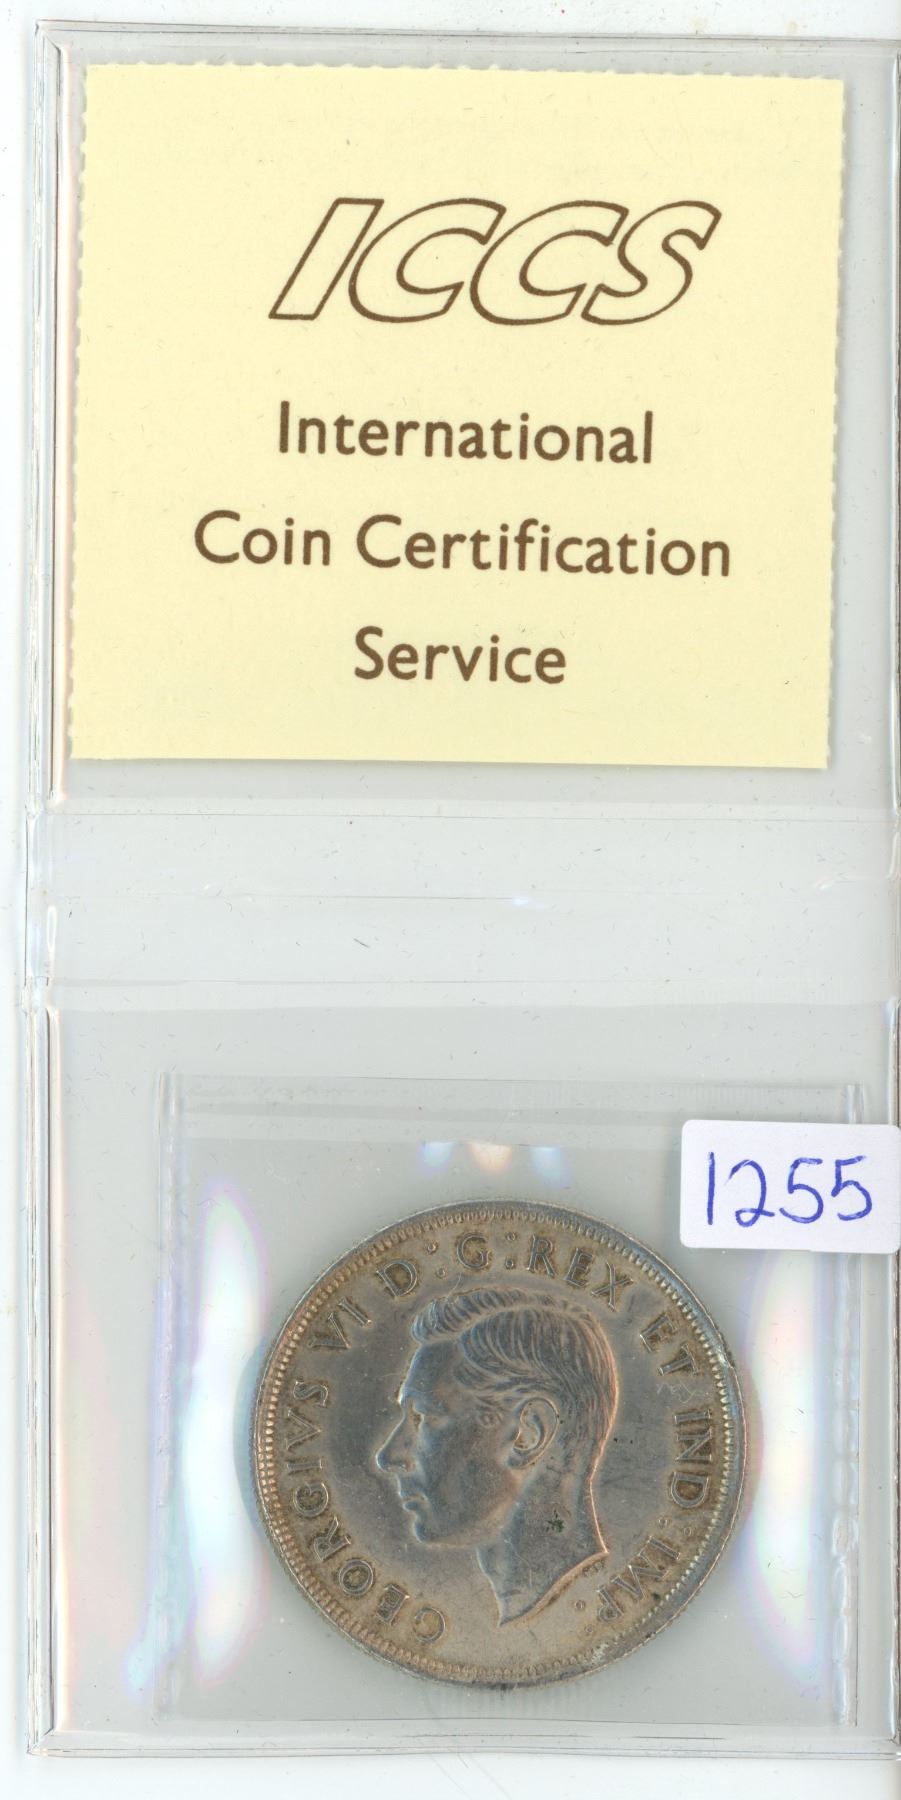 ICCS
International
Coin Certification
Service
1255
GEORGIVS VI D:G:REX ET IND:IMP: